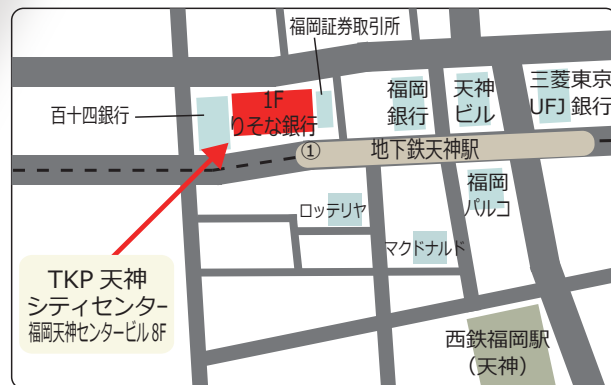 福岡証券取引所
百十四銀行
1F
りそな銀行
福岡
銀行
天神
ビル
三菱東京
UFJ 銀行
①
地下鉄天神駅
福岡
パルコ
ロッテリヤ
マクドナルド
TKP 天神
シティセンター
福岡天神センタービル 8F
西鉄福岡駅
（天神）